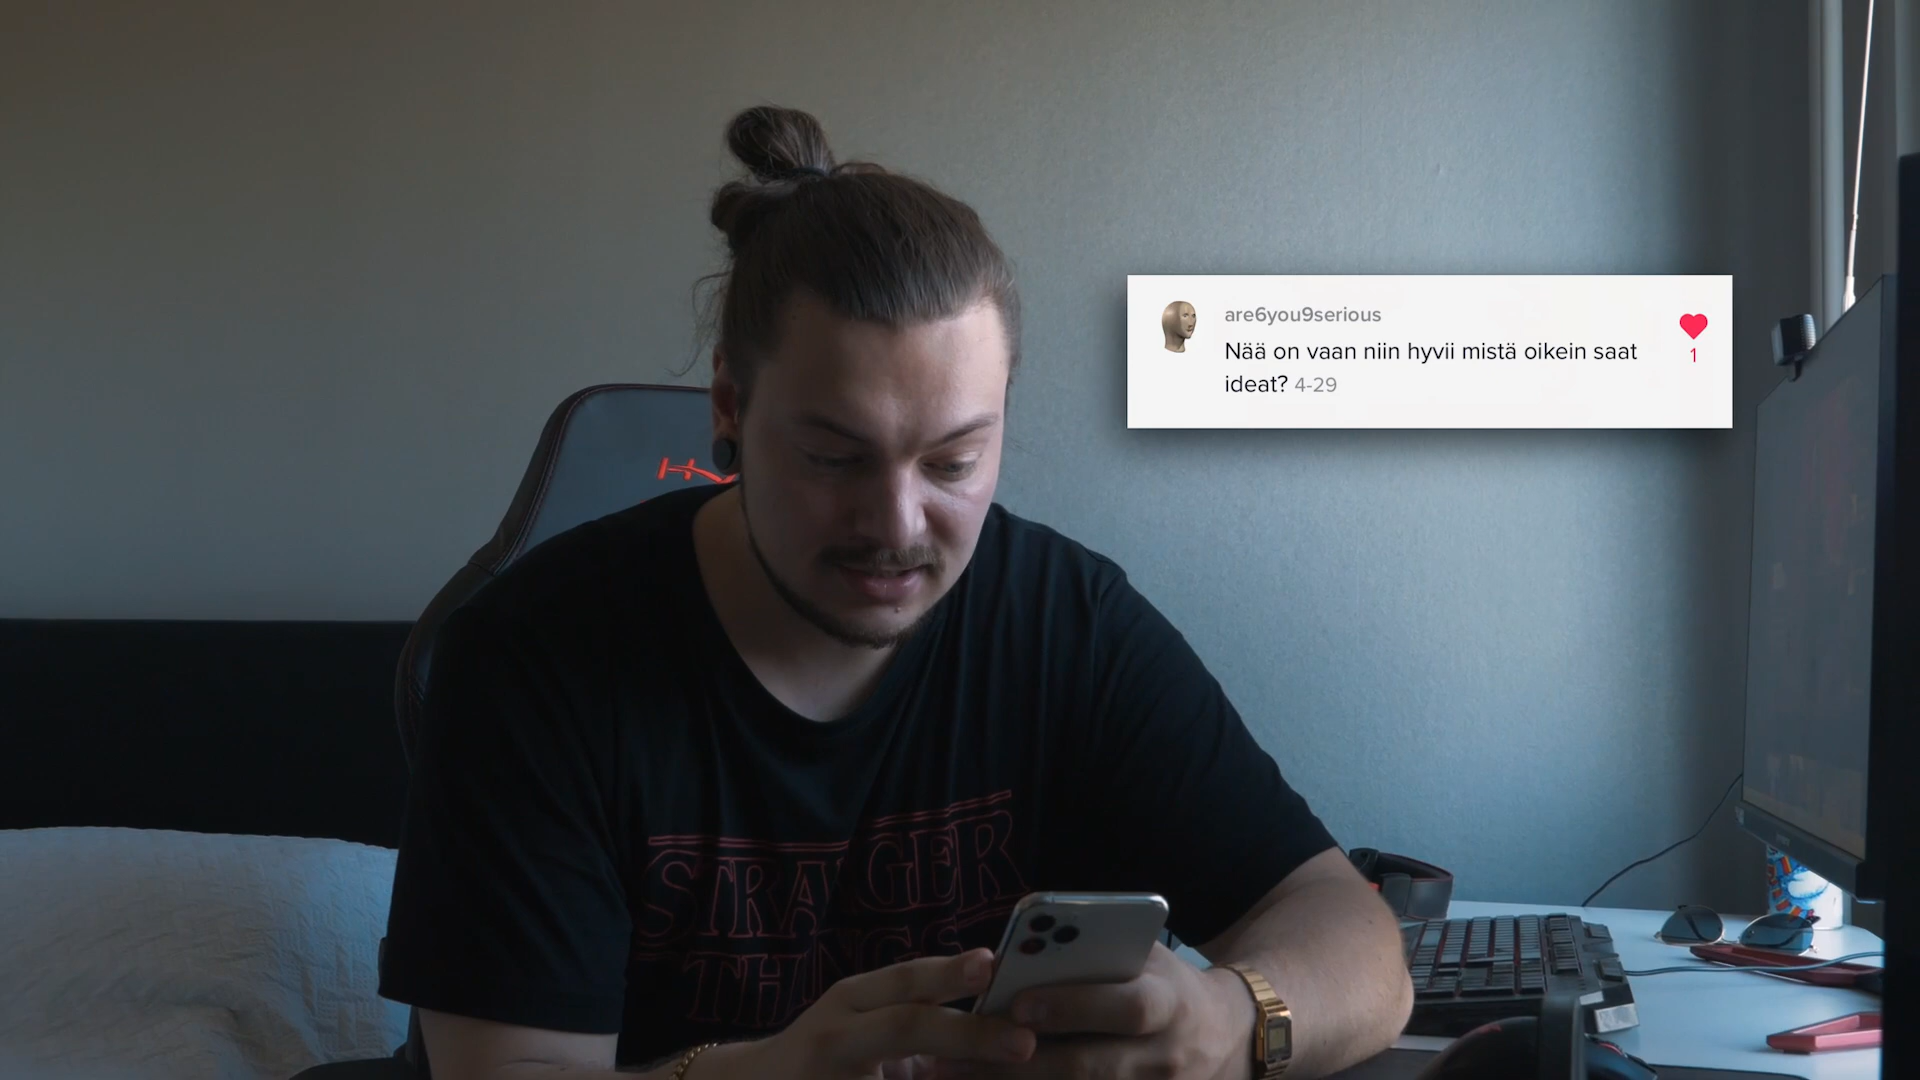 are6you9serious
Nää on vaan niin hyvii mistä oikein saat
ideat? 4-29
1
STRANGER
THINGS